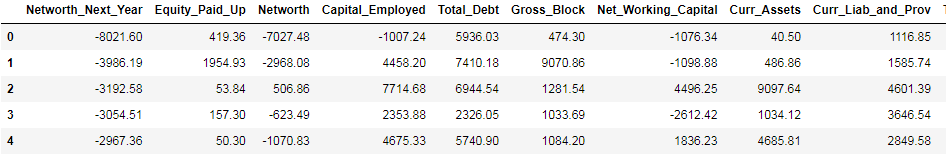 Networth_Next_Year Equity_Paid_Up Networth Capital_Employed Total_Debt Gross_Block Net_Working_Capital Curr_Assets Curr_Liab_and_Prov
0 -8021.60 419.36 -7027.48 -1007.24 5936.03 474.30 -1076.34 40.50 1116.85
1 -3986.19 1954.93 -2968.08 4458.20 7410.18 9070.86 -1098.88 486.86 1585.74
2 -3192.58 53.84 506.86 7714.68 6944.54 1281.54 4496.25 9097.64 4601.39
3 -3054.51 157.30 -623.49 2353.88 2326.05 1033.69 -2612.42 1034.12 3646.54
4 -2967.36 50.30 -1070.83 4675.33 5740.90 1084.20 1836.23 4685.81 2849.58